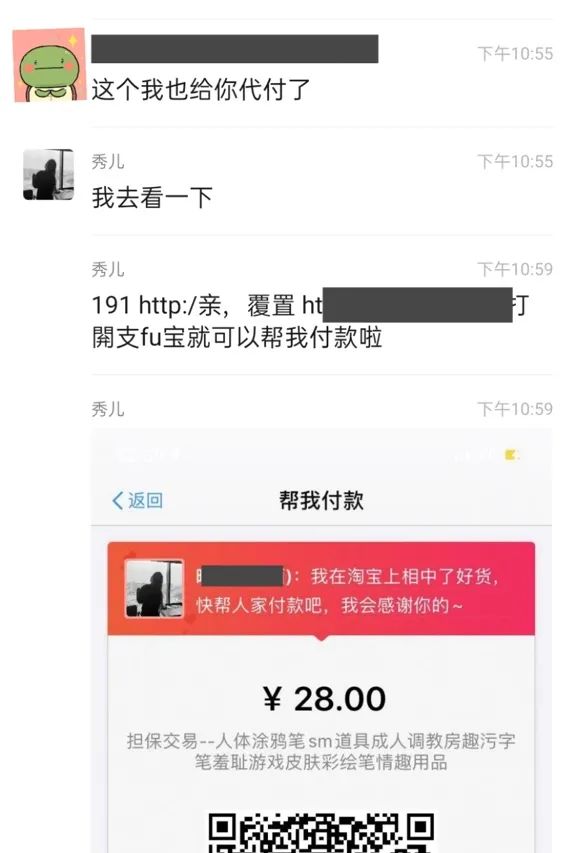 下午10:55
这个我也给你代付了
秀儿
下午10:55
我去看一下
秀儿
下午10:59
191 http:/亲，覆置 ht
打
開支fu宝就可以帮我付款啦
秀儿
下午10:59
返回
帮我付款
)：我在淘宝上相中了好货，
快帮人家付款吧，我会感谢你的~
¥ 28.00
担保交易--人体涂鸦笔sm道具成人调教房趣污字
笔羞耻游戏皮肤彩绘笔情趣用品